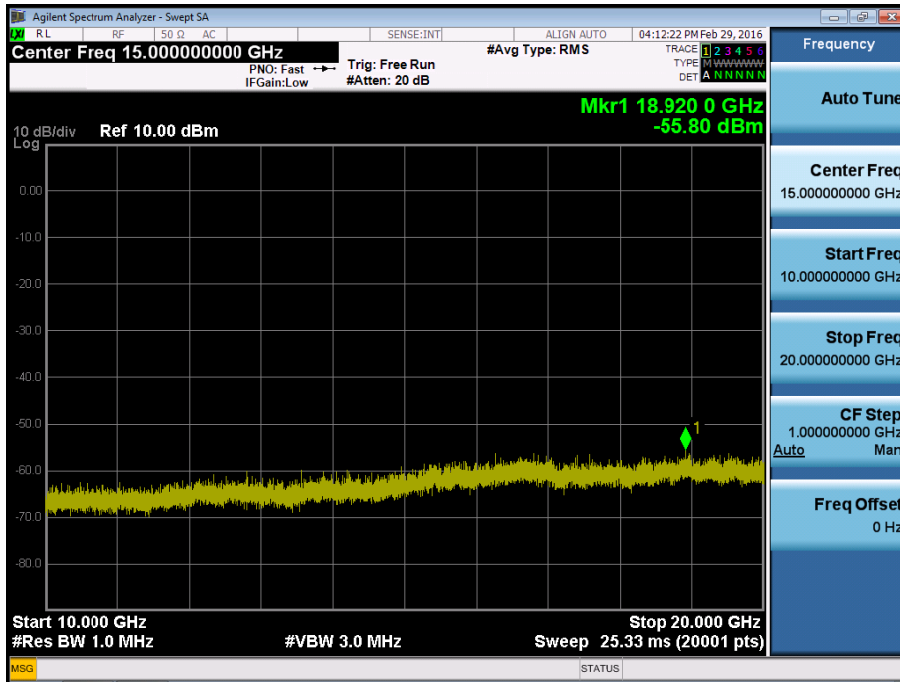 Agilent Spectrum Analyzer - Swept SA
LXI RL RF 50 Ω AC SENSE:INT ALIGN AUTO 04:12:22 PM Feb 29, 2016
Center Freq 15.000000000 GHz #Avg Type: RMS TRACE 1 2 3 4 5 6
PNO: Fast Trig: Free Run TYPE M WWWWW
IFGain:Low #Atten: 20 dB DET A N N N N N
Mkr1 18.920 0 GHz
-55.80 dBm
10 dB/div Ref 10.00 dBm
Log
0.00
-10.0
-20.0
-30.0
-40.0
-50.0
1
-60.0
-70.0
-80.0
Start 10.000 GHz Stop 20.000 GHz
#Res BW 1.0 MHz #VBW 3.0 MHz Sweep 25.33 ms (20001 pts)
MSG STATUS
Frequency
Auto Tune
Center Freq
15.000000000 GHz
Start Freq
10.000000000 GHz
Stop Freq
20.000000000 GHz
CF Step
1.000000000 GHz
Auto Man
Freq Offset
0 Hz